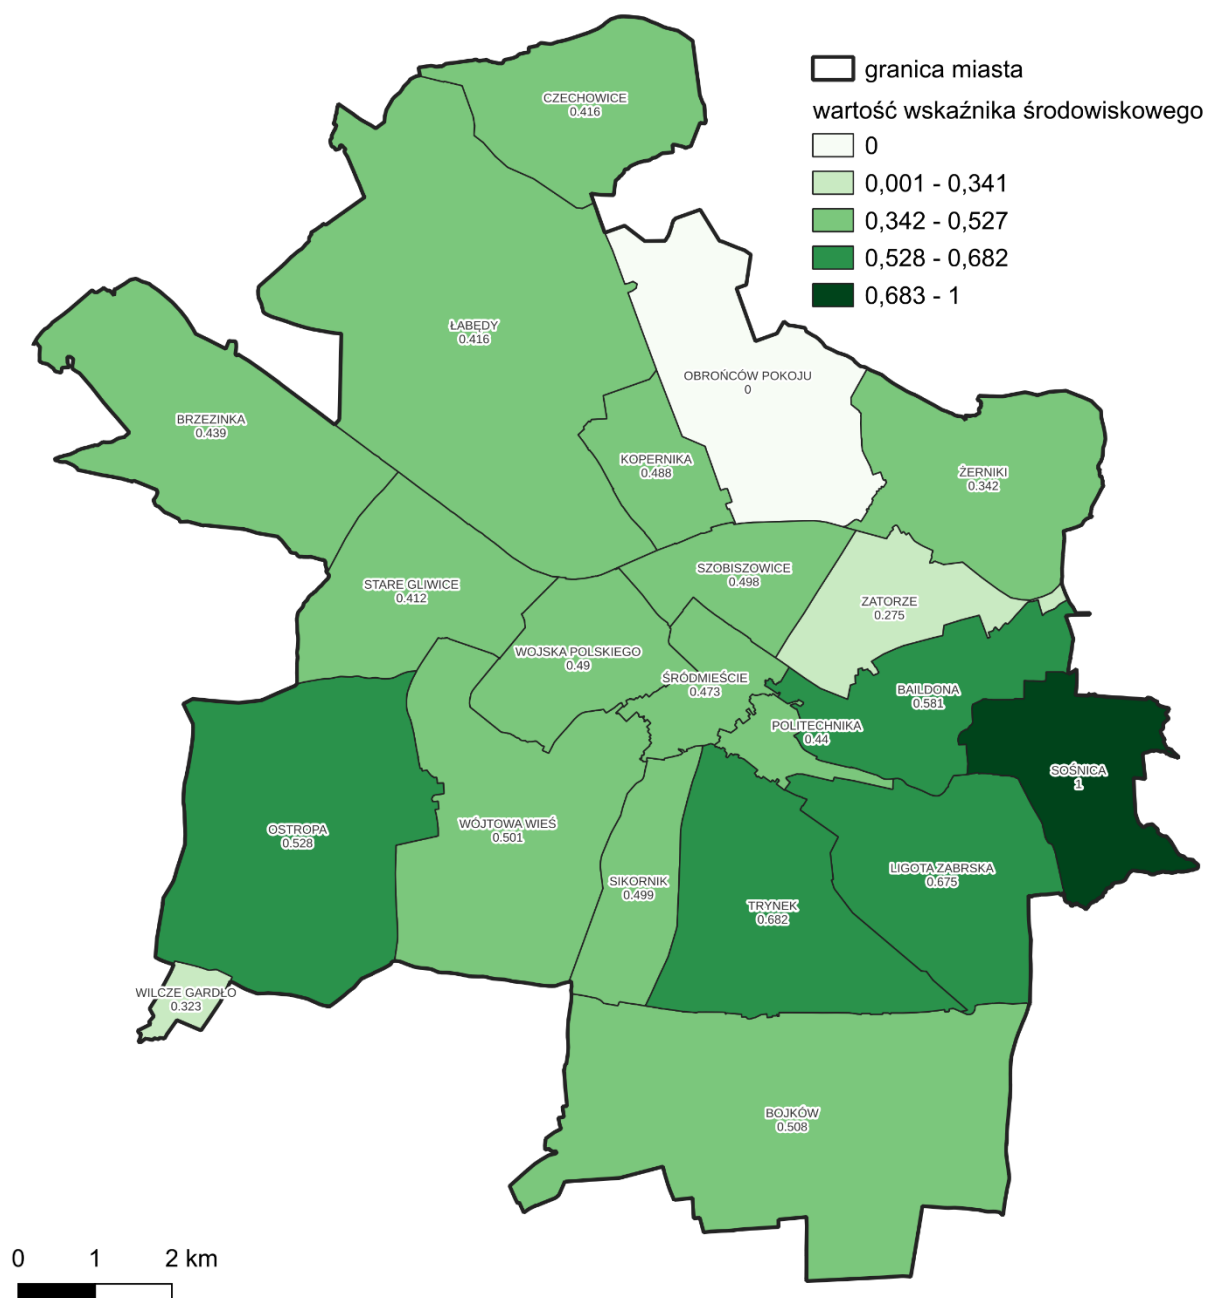 granica miasta
wartość wskaźnika środowiskowego
0
0,001 - 0,341
0,342 - 0,527
0,528 - 0,682
0,683 - 1
CZECHOWICE
0.416
ŁABĘDY
0.416
OBROŃCÓW POKOJU
0
BRZEZINKA
0.439
KOPERNIKA
0.488
ŻERNIKI
0.342
STARE GLIWICE
0.412
SZOBISZOWICE
0.498
ZATORZE
0.275
WOJSKA POLSKIEGO
0.49
ŚRÓDMIEŚCIE
0.473
BAILDONA
0.581
POLITECHNIKA
0.44
SOŚNICA
1
OSTROPA
0.528
WÓJTOWA WIEŚ
0.501
SIKORNIK
0.499
LIGOTA ZABRSKA
0.675
TRYNEK
0.682
WILCZE GARDŁO
0.323
BOJKÓW
0.508
0 1 2 km